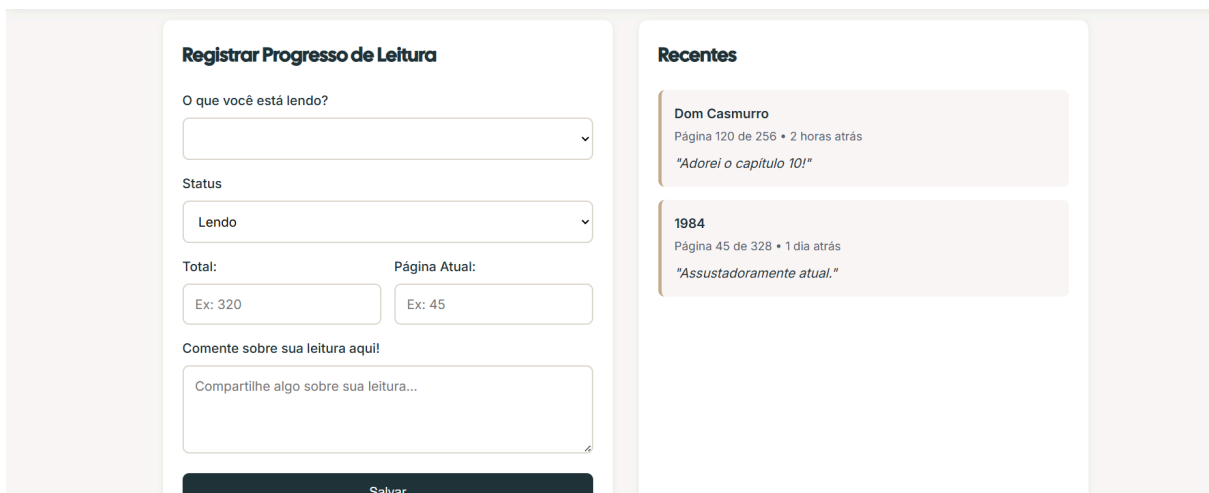 Registrar Progresso de Leitura
O que você está lendo?
Status
Lendo
Total:
Página Atual:
Ex: 320
Ex: 45
Comente sobre sua leitura aqui!
Compartilhe algo sobre sua leitura...
Salvar
Recentes
Dom Casmurro
Página 120 de 256 • 2 horas atrás
"Adorei o capítulo 10!"
1984
Página 45 de 328 • 1 dia atrás
"Assustadoramente atual."